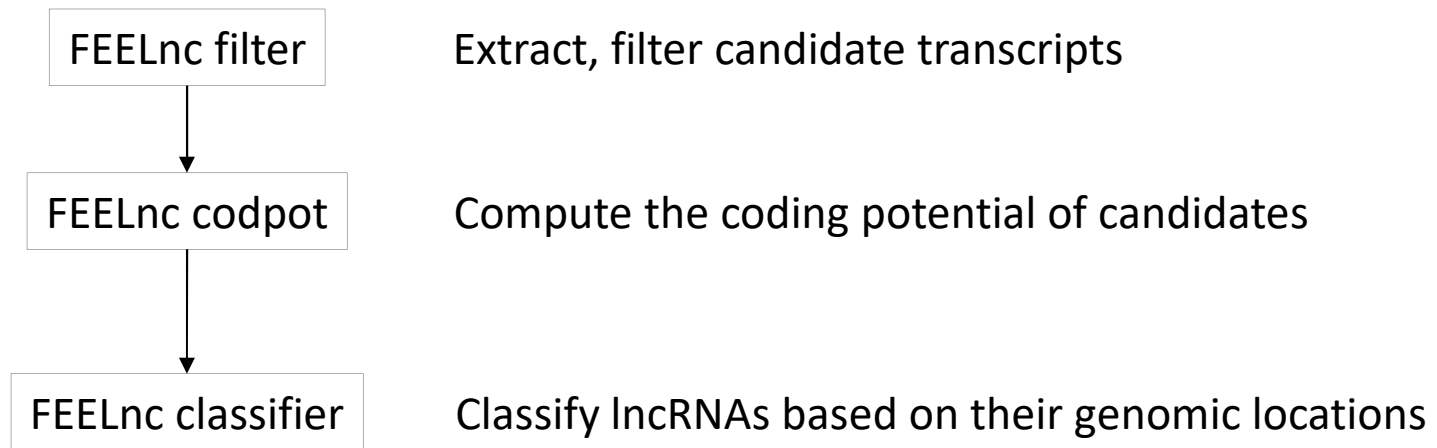 FEELnc filter
Extract, filter candidate transcripts
FEELnc codpot
Compute the coding potential of candidates
FEELnc classifier
Classify lncRNAs based on their genomic locations